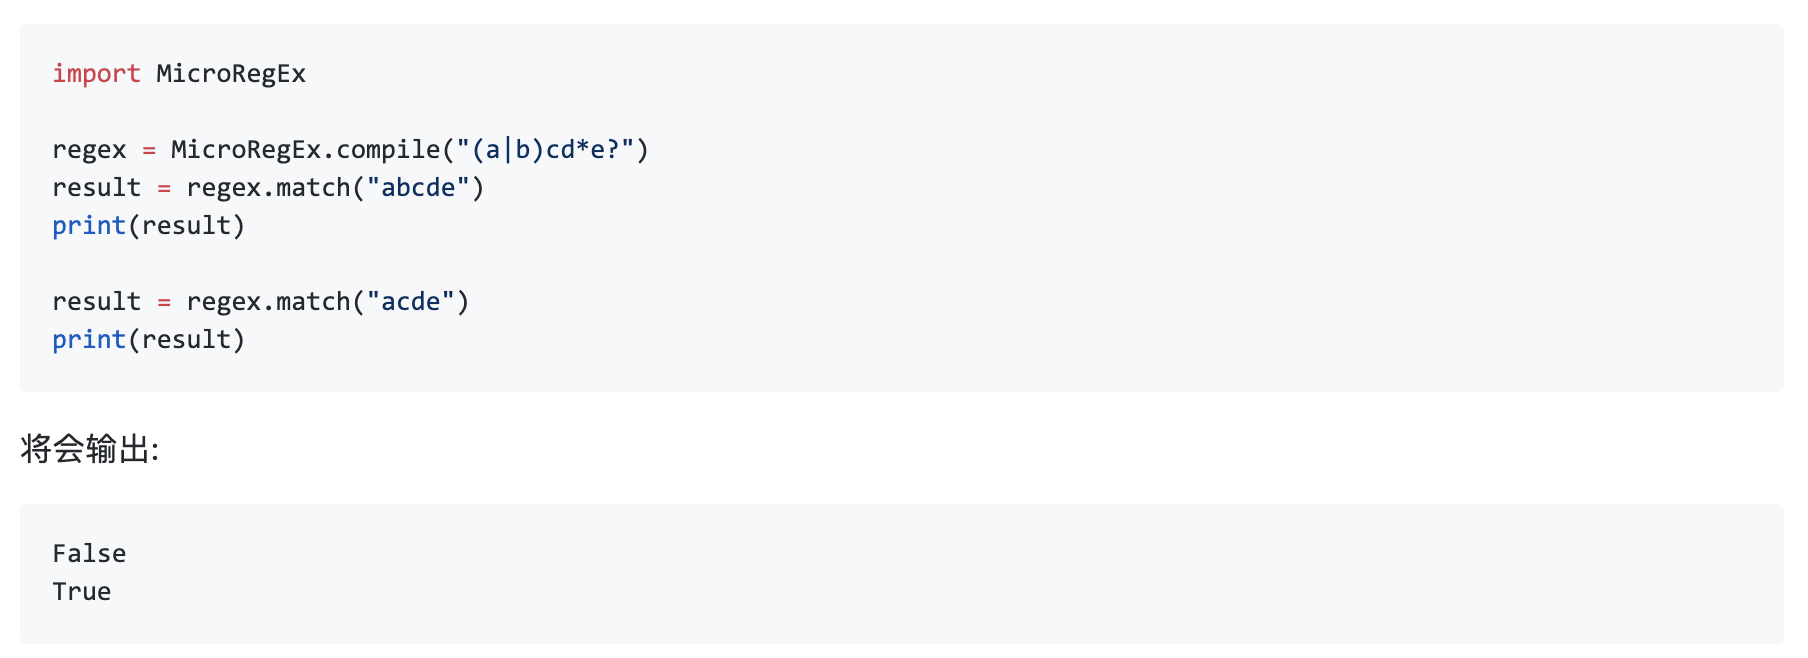 import MicroRegEx
regex = MicroRegEx.compile("(a|b)cd*e?")
result = regex.match("abcde")
print(result)
result = regex.match("acde")
print(result)
将会输出:
False
True